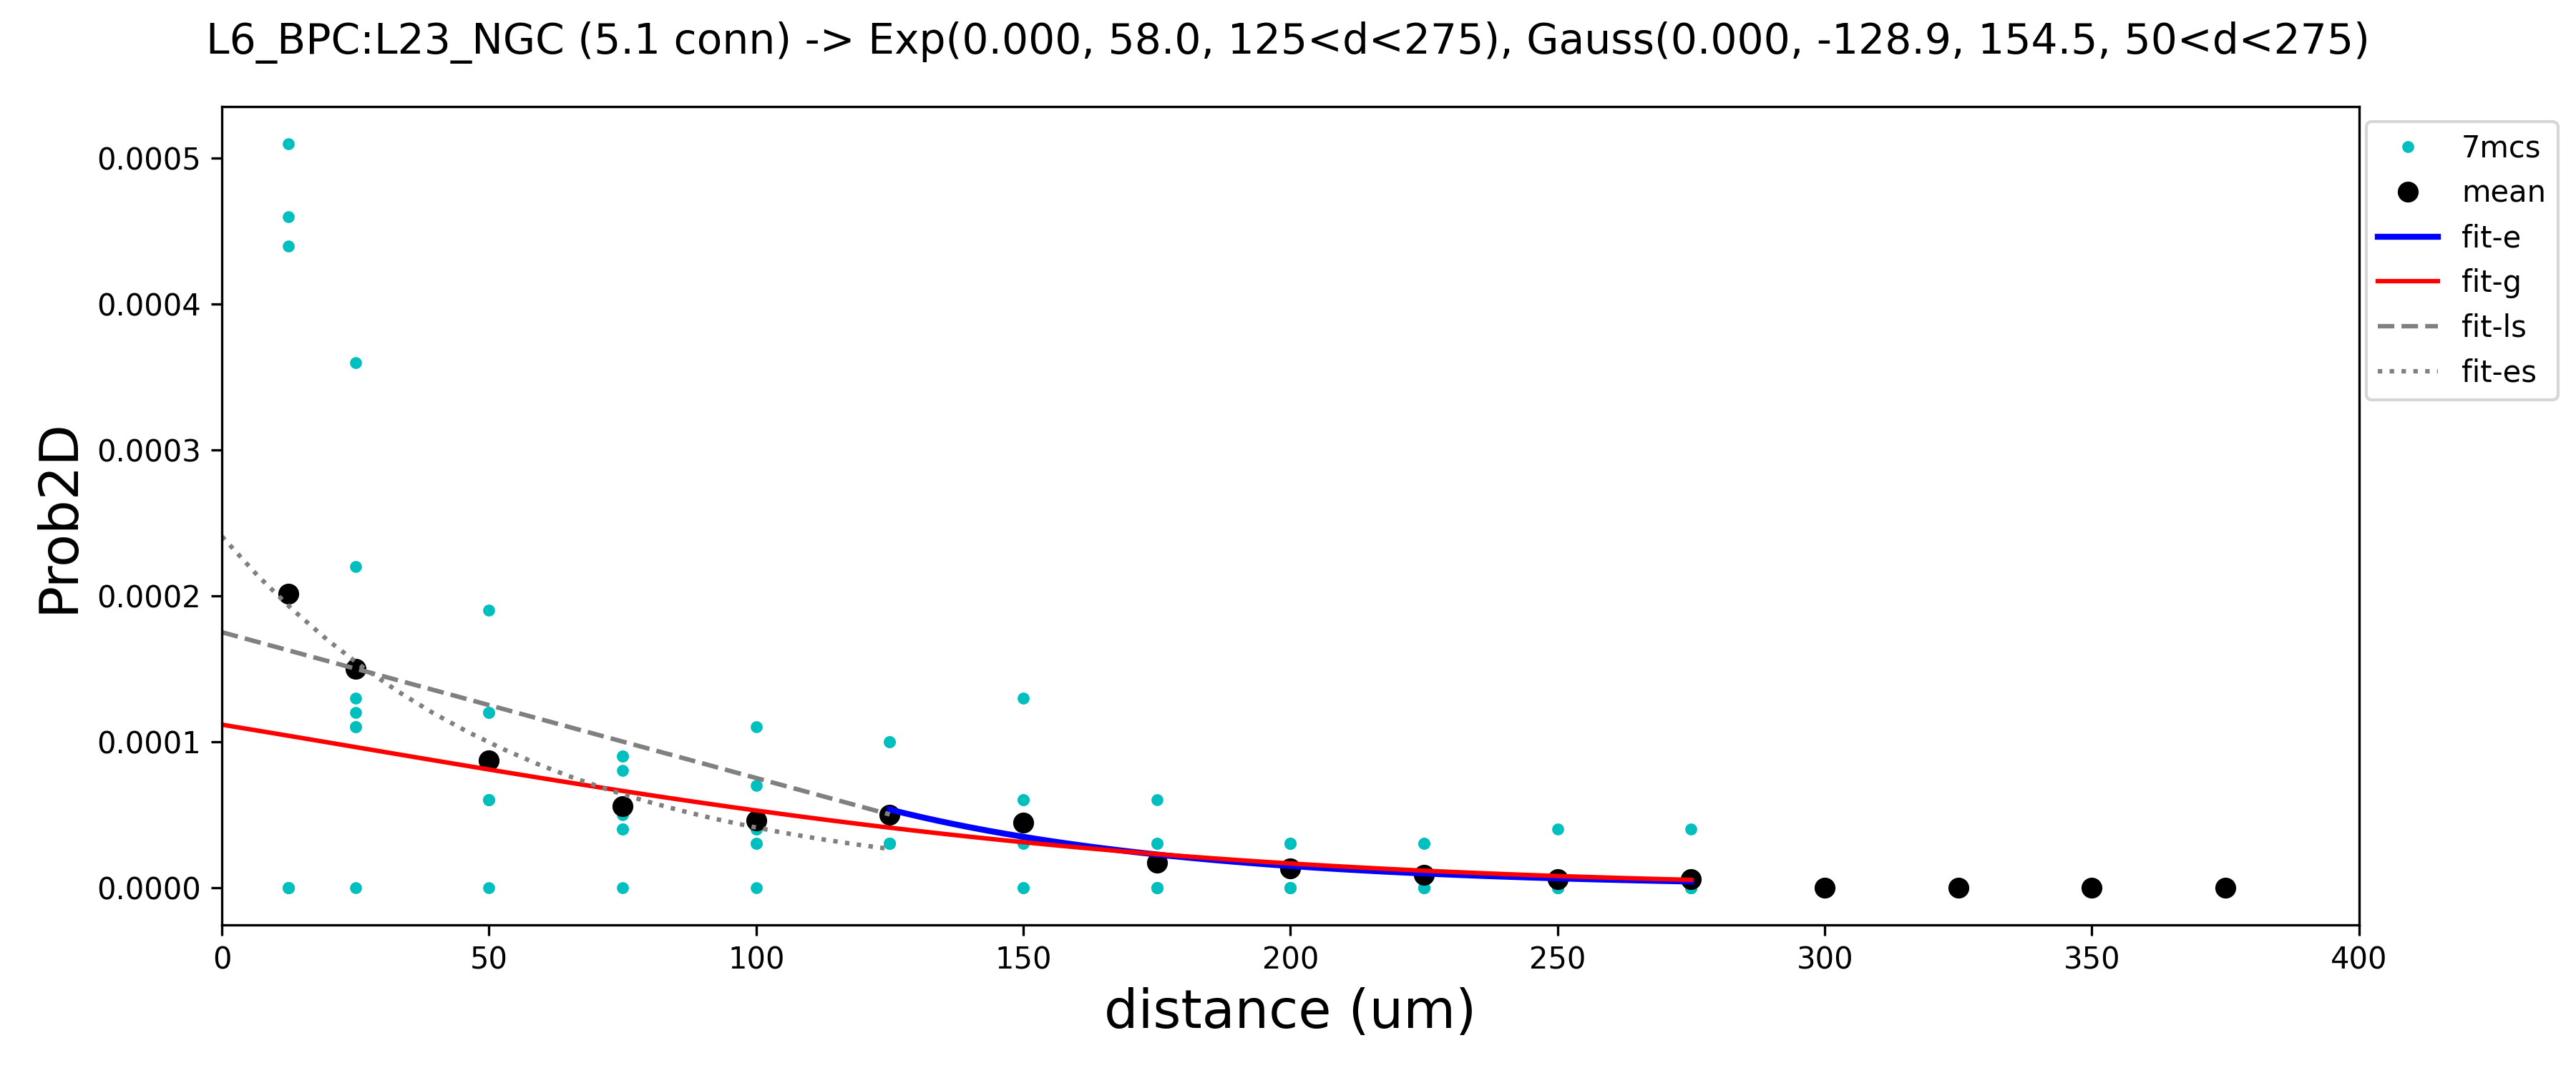 L6_BPC:L23_NGC (5.1 conn) -> Exp(0.000, 58.0, 125<d<275), Gauss(0.000, -128.9, 154.5, 50<d<275)
0.0005
0.0004
0.0003
0.0002
0.0001
0.0000
Prob2D
0 50 100 150 200 250 300 350 400
distance (um)
7mcs
mean
fit-e
fit-g
fit-ls
fit-es